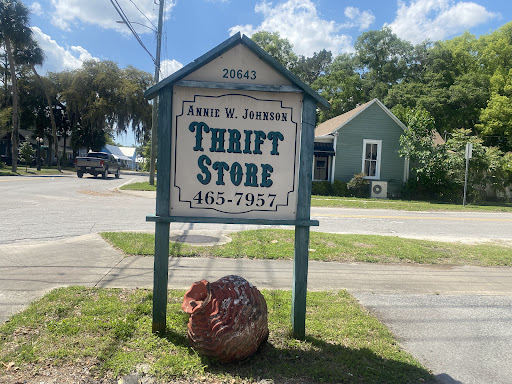 20643
ANNIE W. JOHNSON
THRIFT
STORE
465-7957